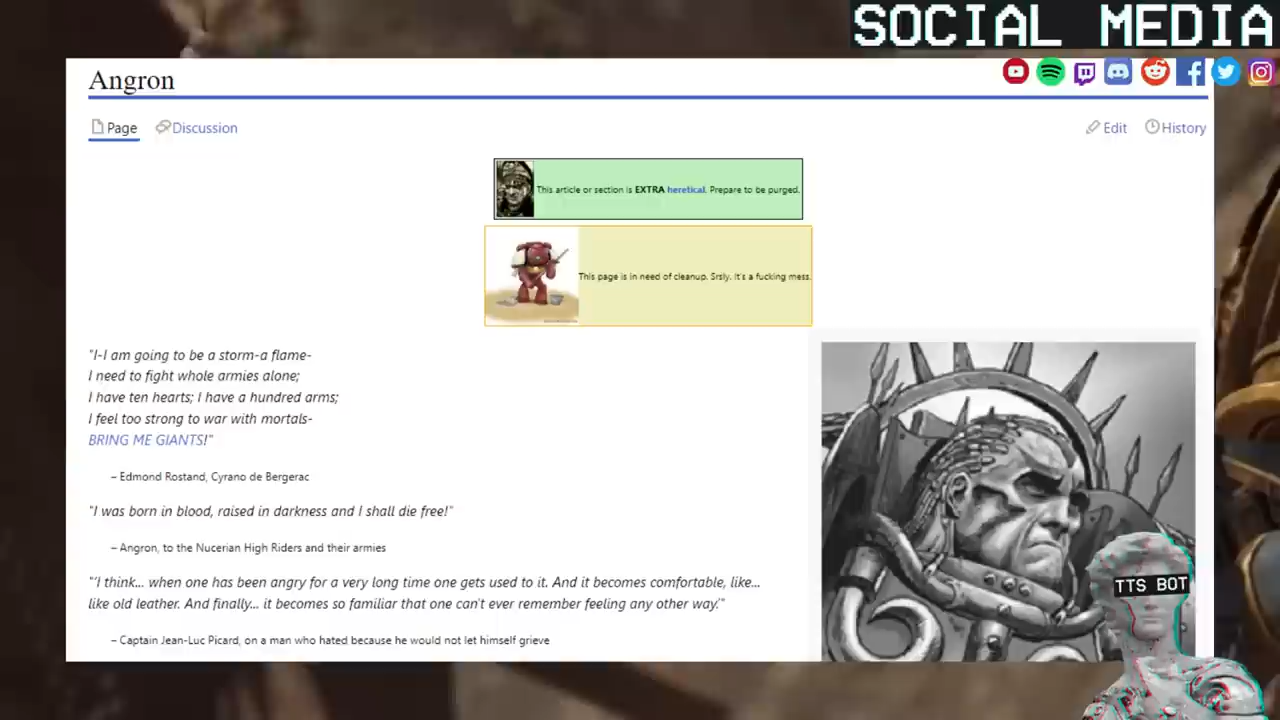 SOCIAL MEDIA
Angron
Page
Discussion
Edit
History
This article or section is EXTRA heretical. Prepare to be purged.
This page is in need of cleanup. Srsly. It's a fucking mess.
"I-I am going to be a storm-a flame-
I need to fight whole armies alone;
I have ten hearts; I have a hundred arms;
I feel too strong to war with mortals-
BRING ME GIANTS!"
– Edmond Rostand, Cyrano de Bergerac
"I was born in blood, raised in darkness and I shall die free!"
– Angron, to the Nucerian High Riders and their armies
"'I think... when one has been angry for a very long time one gets used to it. And it becomes comfortable, like...
like old leather. And finally... it becomes so familiar that one can't ever remember feeling any other way.'"
– Captain Jean-Luc Picard, on a man who hated because he would not let himself grieve
TTS BOT